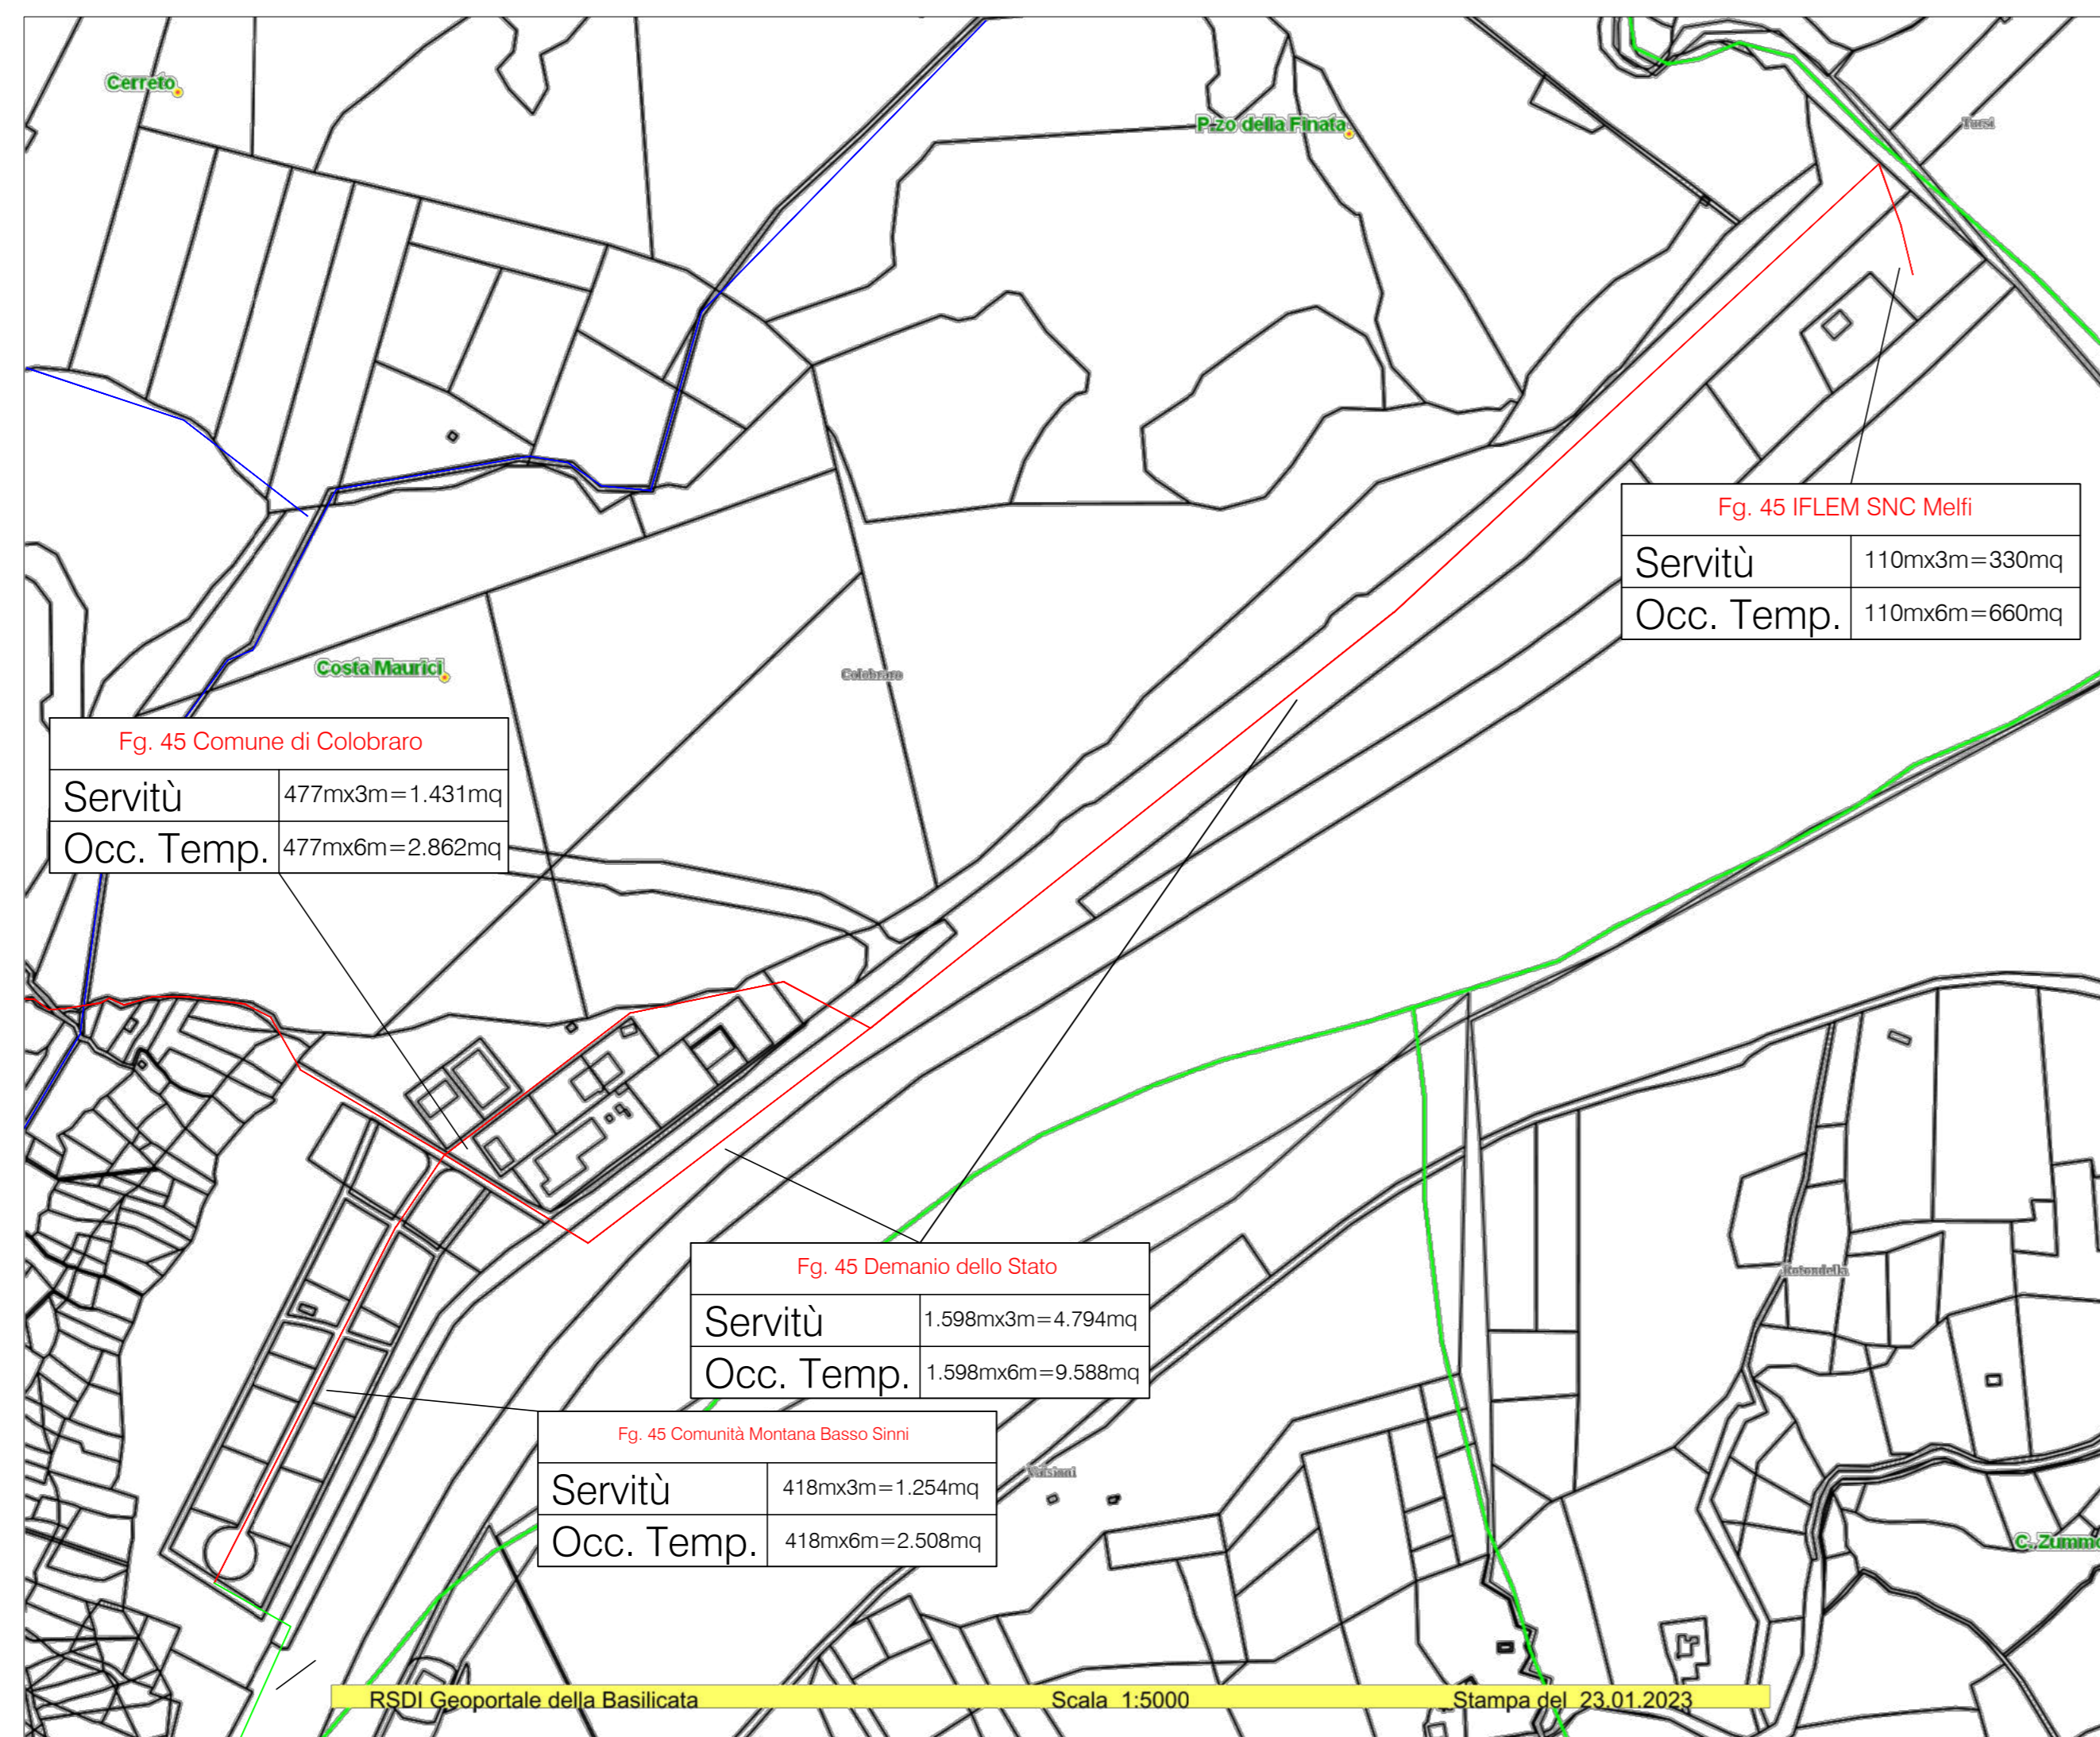 Cerreto
P.zo della Finata
Tursi
Fg. 45 IFLEM SNC Melfi
Servitù 110mx3m=330mq
Occ. Temp. 110mx6m=660mq
Costa Maurici
Colobraro
Fg. 45 Comune di Colobraro
Servitù 477mx3m=1.431mq
Occ. Temp. 477mx6m=2.862mq
Fg. 45 Demanio dello Stato
Servitù 1.598mx3m=4.794mq
Occ. Temp. 1.598mx6m=9.588mq
Rotondella
Fg. 45 Comunità Montana Basso Sinni
Servitù 418mx3m=1.254mq
Occ. Temp. 418mx6m=2.508mq
Valsinni
C. Zummo
RSDI Geoportale della Basilicata Scala 1:5000 Stampa del 23.01.2023